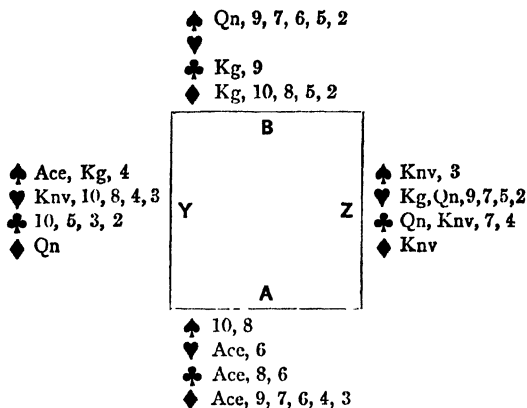 ♠ Qn, 9, 7, 6, 5, 2
♥
♣ Kg, 9
♦ Kg, 10, 8, 5, 2
B
♠ Ace, Kg, 4
♥ Knv, 10, 8, 4, 3
♣ 10, 5, 3, 2
♦ Qn
Y
Z
♠ Knv, 3
♥ Kg, Qn, 9, 7, 5, 2
♣ Qn, Knv, 7, 4
♦ Knv
A
♠ 10, 8
♥ Ace, 6
♣ Ace, 8, 6
♦ Ace, 9, 7, 6, 4, 3